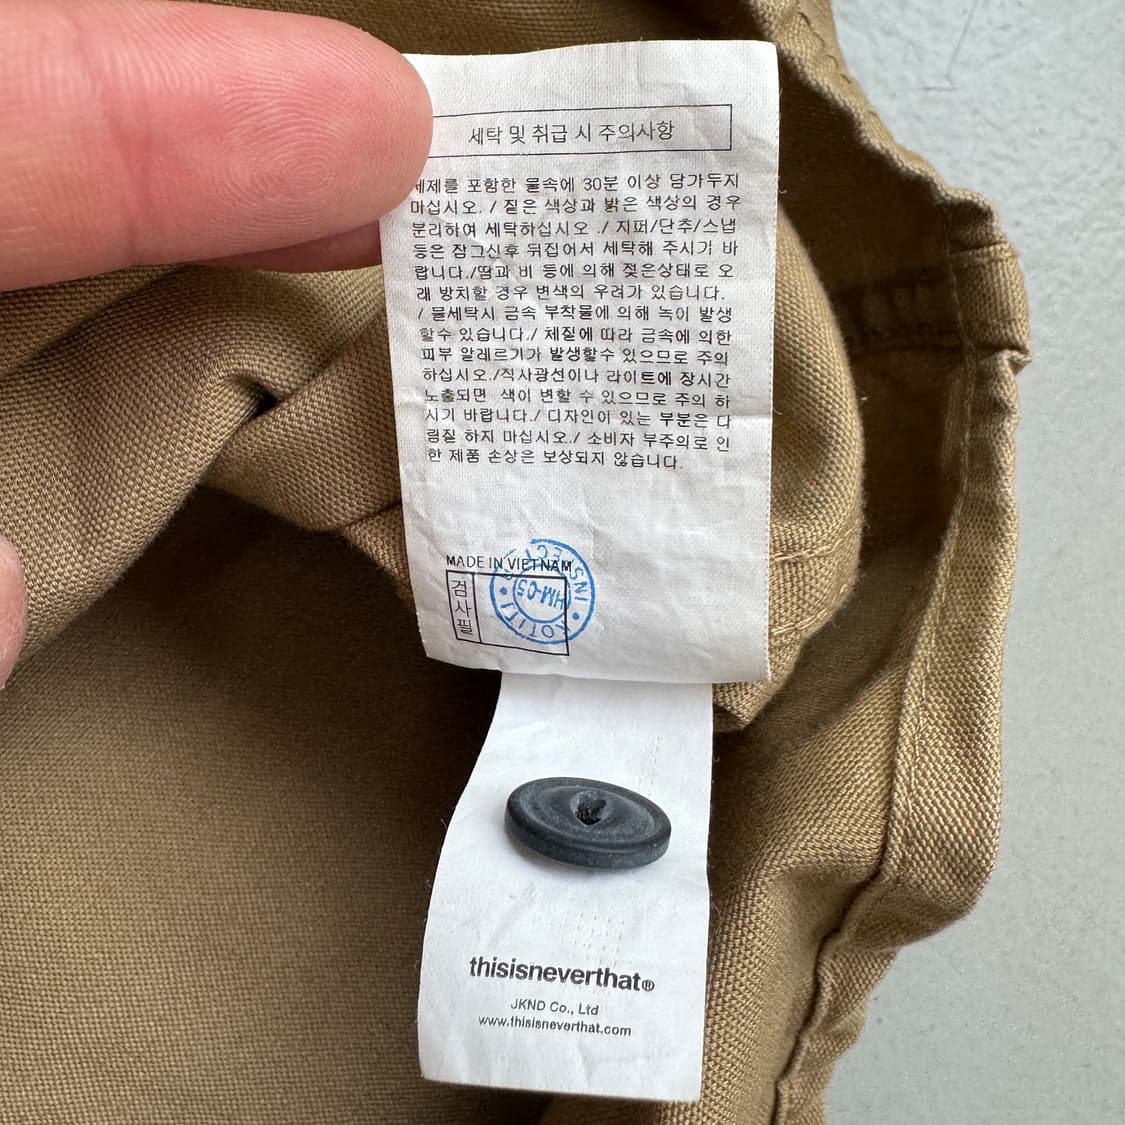 세탁 및 취급 시 주의사항
세제를 포함한 물속에 30분 이상 담가두지
마십시오. / 짙은 색상과 밝은 색상의 경우
분리하여 세탁하십시오 ./ 지퍼/단추/스냅
등은 잠그신후 뒤집어서 세탁해 주시기 바
랍니다./땀과 비 등에 의해 젖은상태로 오
래 방치할 경우 변색의 우려가 있습니다.
/ 물세탁시 금속 부착물에 의해 녹이 발생
할수 있습니다./ 체질에 따라 금속에 의한
피부 알레르기가 발생할수 있으므로 주의
하십시오./직사광선이나 라이트에 장시간
노출되면 색이 변할 수 있으므로 주의 하
시기 바랍니다./ 디자인이 있는 부분은 다
림질 하지 마십시오./ 소비자 부주의로 인
한 제품 손상은 보상되지 않습니다.
MADE IN VIETNAM
검사필
KOTITI
HM-05
thisisneverthat®
JKND Co., Ltd
www.thisisneverthat.com